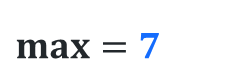 max = 7